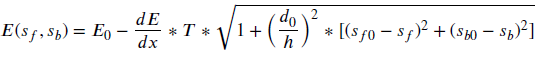 E(s_f, s_b) = E_0 − \frac{dE}{dx} * T * \sqrt{1 + \left(\frac{d_0}{h}\right)^2 * [(s_{f0} − s_f)^2 + (s_{b0} − s_b)^2]}